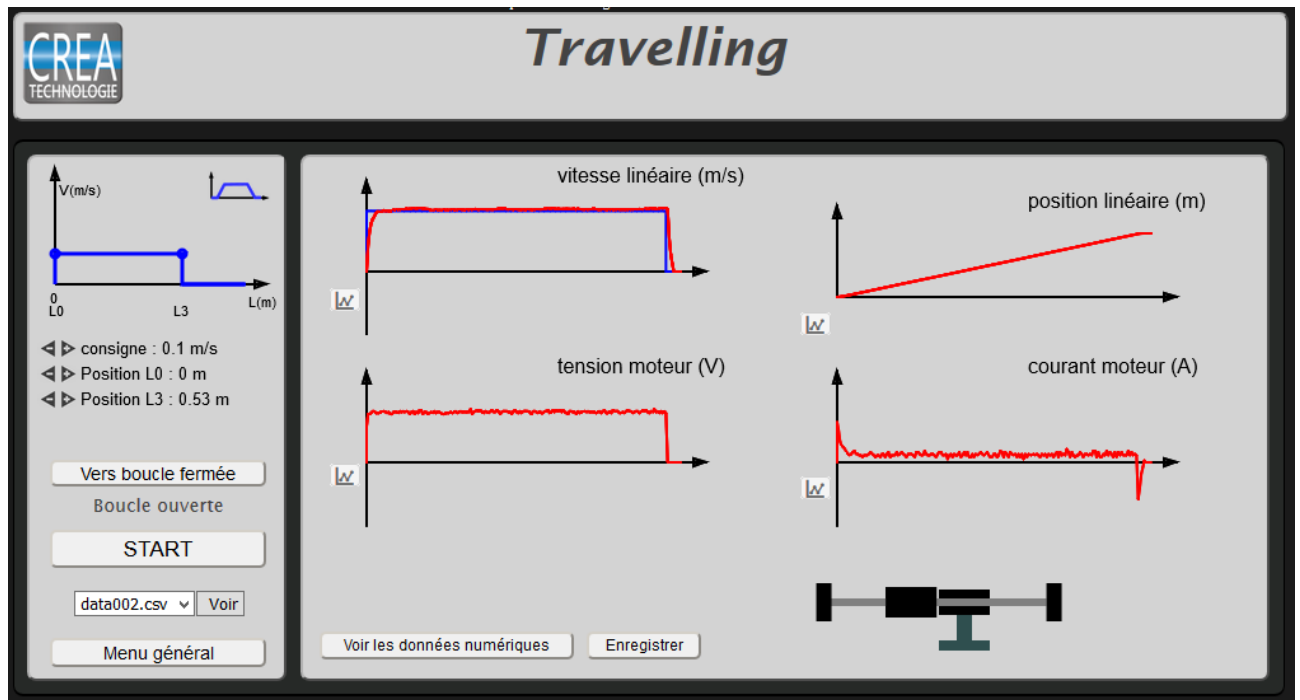 CREA
TECHNOLOGIE
Travelling
V(m/s)
0
L0
L3
L(m)
consigne : 0.1 m/s
Position L0 : 0 m
Position L3 : 0.53 m
Vers boucle fermée
Boucle ouverte
START
data002.csv
Voir
Menu général
vitesse linéaire (m/s)
position linéaire (m)
tension moteur (V)
courant moteur (A)
Voir les données numériques
Enregistrer